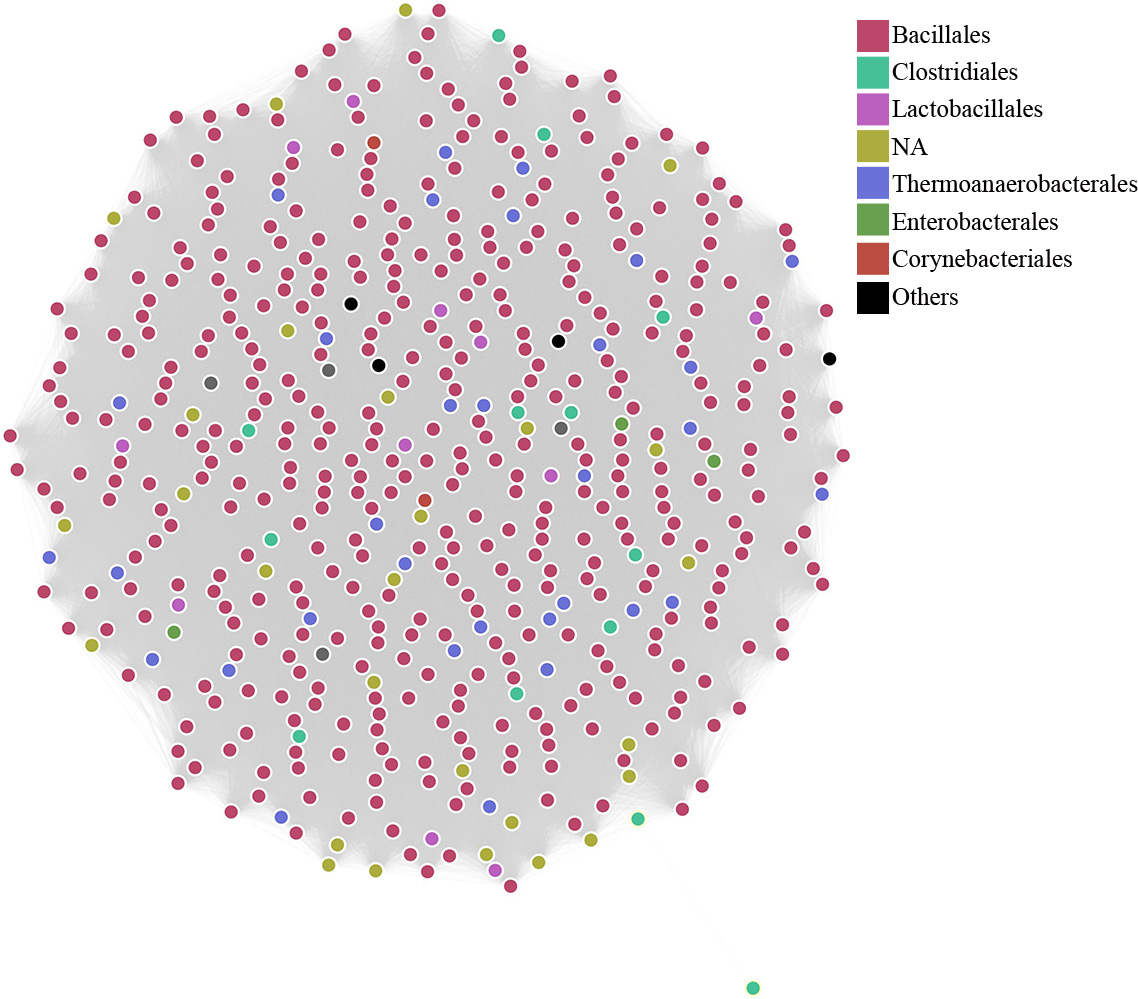 Bacillales
Clostridiales
Lactobacillales
NA
Thermoanaerobacterales
Enterobacterales
Corynebacteriales
Others